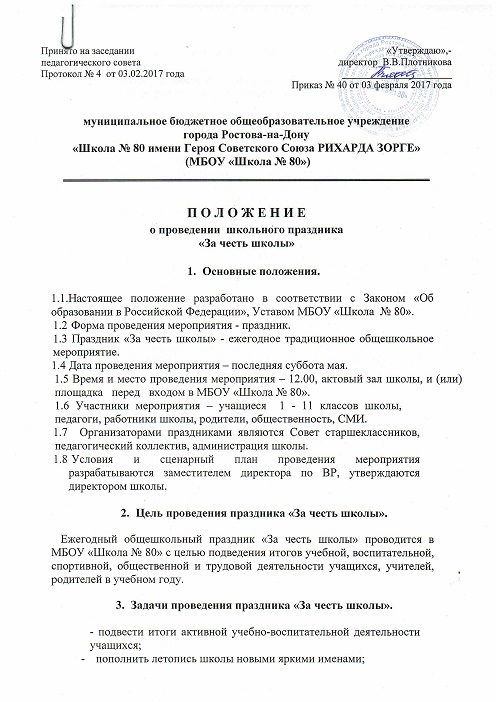 Принято на заседании
педагогического совета
Протокол № 4 от 03.02.2017 года
«Утверждаю»,-
директор В.В.Плотникова
Приказ № 40 от 03 февраля 2017 года
муниципальное бюджетное общеобразовательное учреждение
города Ростова-на-Дону
«Школа № 80 имени Героя Советского Союза РИХАРДА ЗОРГЕ»
(МБОУ «Школа № 80»)
П О Л О Ж Е Н И Е
о проведении школьного праздника
«За честь школы»
1. Основные положения.
1.1.Настоящее положение разработано в соответствии с Законом «Об
образовании в Российской Федерации», Уставом МБОУ «Школа № 80».
1.2 Форма проведения мероприятия - праздник.
1.3 Праздник «За честь школы» - ежегодное традиционное общешкольное
мероприятие.
1.4 Дата проведения мероприятия – последняя суббота мая.
1.5 Время и место проведения мероприятия – 12.00, актовый зал школы, и (или)
площадка перед входом в МБОУ «Школа № 80».
1.6 Участники мероприятия – учащиеся 1 - 11 классов школы,
педагоги, работники школы, родители, общественность, СМИ.
1.7 Организаторами праздниками являются Совет старшеклассников,
педагогический коллектив, администрация школы.
1.8 Условия и сценарный план проведения мероприятия
разрабатываются заместителем директора по ВР, утверждаются
директором школы.
2. Цель проведения праздника «За честь школы».
Ежегодный общешкольный праздник «За честь школы» проводится в
МБОУ «Школа № 80» с целью подведения итогов учебной, воспитательной,
спортивной, общественной и трудовой деятельности учащихся, учителей,
родителей в учебном году.
3. Задачи проведения праздника «За честь школы».
- подвести итоги активной учебно-воспитательной деятельности
учащихся;
- пополнить летопись школы новыми яркими именами;